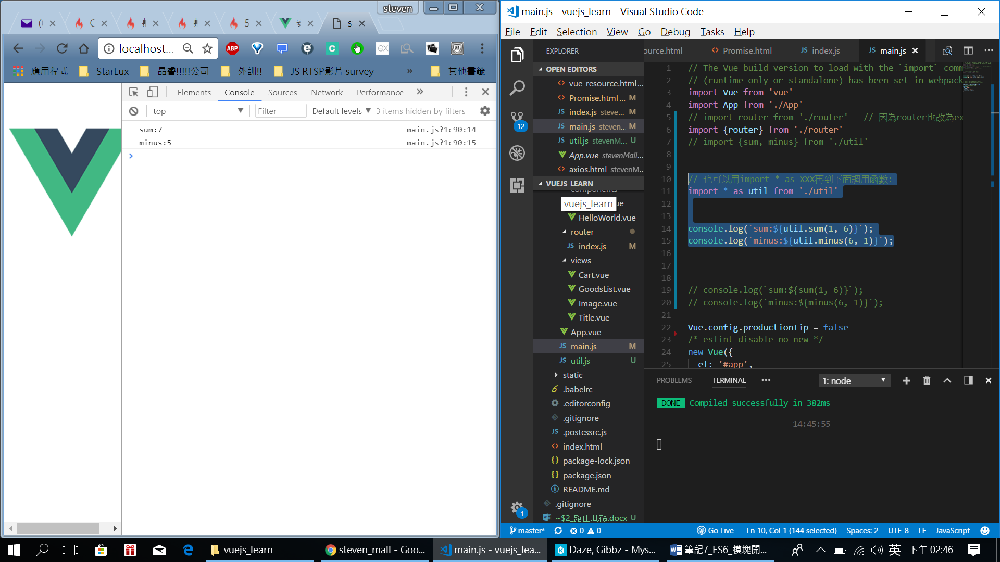 steven
( 
G
5
s
localhost...
ABP
應用程式
StarLux
晶睿!!!!!公司
外訓!!
JS RTSP影片 survey
»
其他書籤
Elements Console Sources Network Performance »
top Filter Default levels 3 items hidden by filters
sum:7 main.js?1c90:14
minus:5 main.js?1c90:15
main.js - vuejs_learn - Visual Studio Code
File Edit Selection View Go Debug Tasks Help
12
1
EXPLORER
OPEN EDITORS
vue-resource.html...
Promise.html ... M
index.js steve... M
main.js steven... M
util.js stevenM... U
App.vue stevenMall...
axios.html stevenM...
VUEJS_LEARN
components
vuejs_learn
HelloWorld.vue
router
index.js M
views
Cart.vue
GoodsList.vue
Image.vue
Title.vue
App.vue
main.js M
util.js U
static
.babelrc
.editorconfig
.gitignore
.postcssrc.js
index.html
package-lock.json
package.json
README.md
.gitignore
~$2_路由基礎.docx U
ource.html Promise.html index.js main.js
1 // The Vue build version to load with the `import` comm
2 // (runtime-only or standalone) has been set in webpack
3 import Vue from 'vue'
4 import App from './App'
5 // import router from './router' // 因為router也改為ex
6 import {router} from './router'
7 // import {sum, minus} from './util'
8
9
10 // 也可以用import * as XXX再到下面調用函數:
11 import * as util from './util'
12
13
14 console.log(`sum:${util.sum(1, 6)}`);
15 console.log(`minus:${util.minus(6, 1)}`);
16
17
18
19 // console.log(`sum:${sum(1, 6)}`);
20 // console.log(`minus:${minus(6, 1)}`);
21
22 Vue.config.productionTip = false
23 /* eslint-disable no-new */
24 new Vue({
25 el: '#app',
PROBLEMS TERMINAL ··· 1: node
DONE Compiled successfully in 382ms
14:45:55
master* 0 0 Go Live Ln 10, Col 1 (144 selected) Spaces: 2 UTF-8 LF JavaScript
vuejs_learn
steven_mall - Goo...
main.js - vuejs_lea...
Daze, Gibbz - Mys...
筆記7_ES6_模塊開...
英
下午 02:46